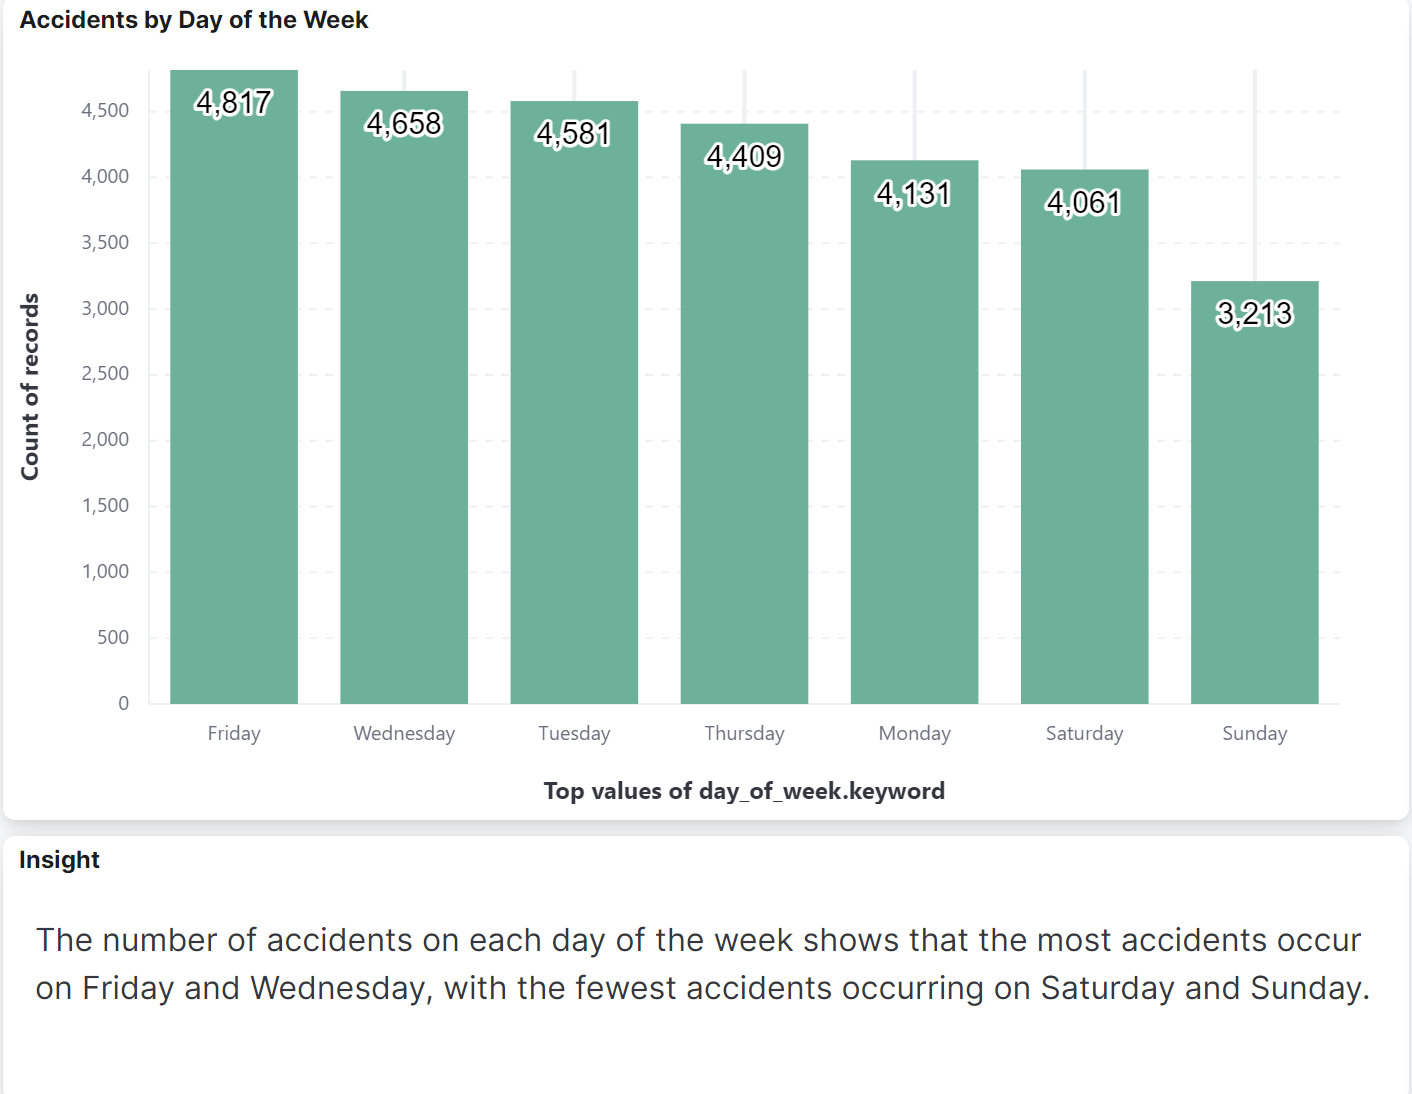 Accidents by Day of the Week
4,817
4,658
4,581
4,409
4,131
4,061
3,213
4,500
4,000
3,500
3,000
2,500
2,000
1,500
1,000
500
0
Count of records
Friday
Wednesday
Tuesday
Thursday
Monday
Saturday
Sunday
Top values of day_of_week.keyword
Insight
The number of accidents on each day of the week shows that the most accidents occur
on Friday and Wednesday, with the fewest accidents occurring on Saturday and Sunday.